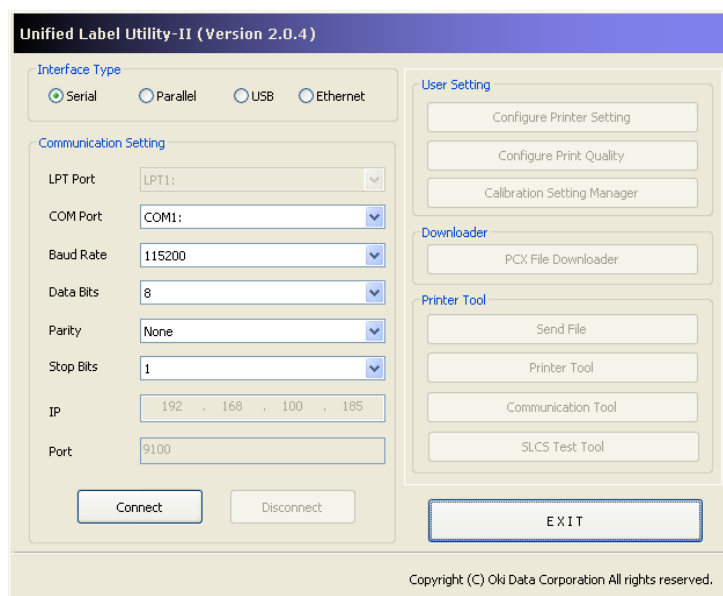 Unified Label Utility-II (Version 2.0.4)
Interface Type
Serial Parallel USB Ethernet
Communication Setting
LPT Port LPT1:
COM Port COM1:
Baud Rate 115200
Data Bits 8
Parity None
Stop Bits 1
IP 192 . 168 . 100 . 185
Port 9100
Connect Disconnect
User Setting
Configure Printer Setting
Configure Print Quality
Calibration Setting Manager
Downloader
PCX File Downloader
Printer Tool
Send File
Printer Tool
Communication Tool
SLCS Test Tool
EXIT
Copyright (C) Oki Data Corporation All rights reserved.